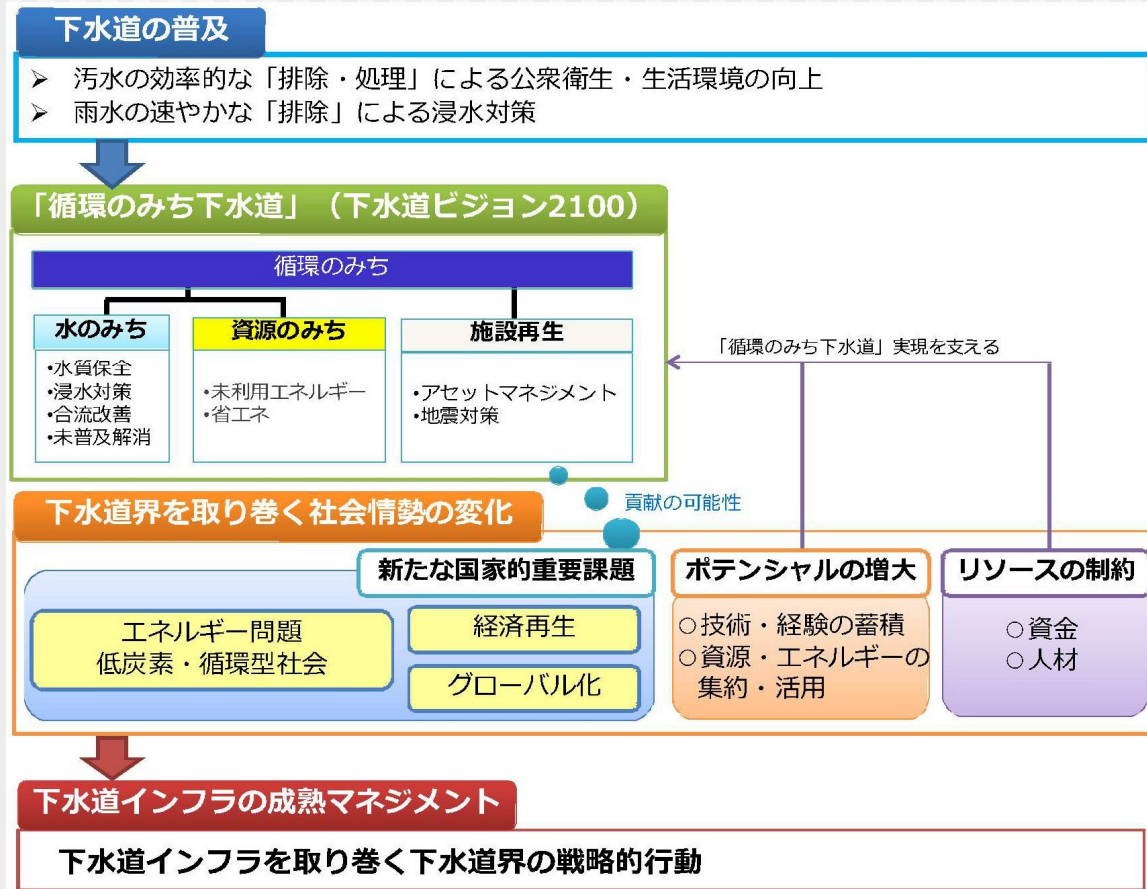 下水道の普及
➢ 汚水の効率的な「排除・処理」による公衆衛生・生活環境の向上
➢ 雨水の速やかな「排除」による浸水対策
「循環のみち下水道」（下水道ビジョン2100）
循環のみち
水のみち
•水質保全
•浸水対策
•合流改善
•未普及解消
資源のみち
•未利用エネルギー
•省エネ
施設再生
•アセットマネジメント
•地震対策
「循環のみち下水道」実現を支える
貢献の可能性
下水道界を取り巻く社会情勢の変化
新たな国家的重要課題
エネルギー問題
低炭素・循環型社会
経済再生
グローバル化
ポテンシャルの増大
○技術・経験の蓄積
○資源・エネルギーの
集約・活用
リソースの制約
○資金
○人材
下水道インフラの成熟マネジメント
下水道インフラを取り巻く下水道界の戦略的行動